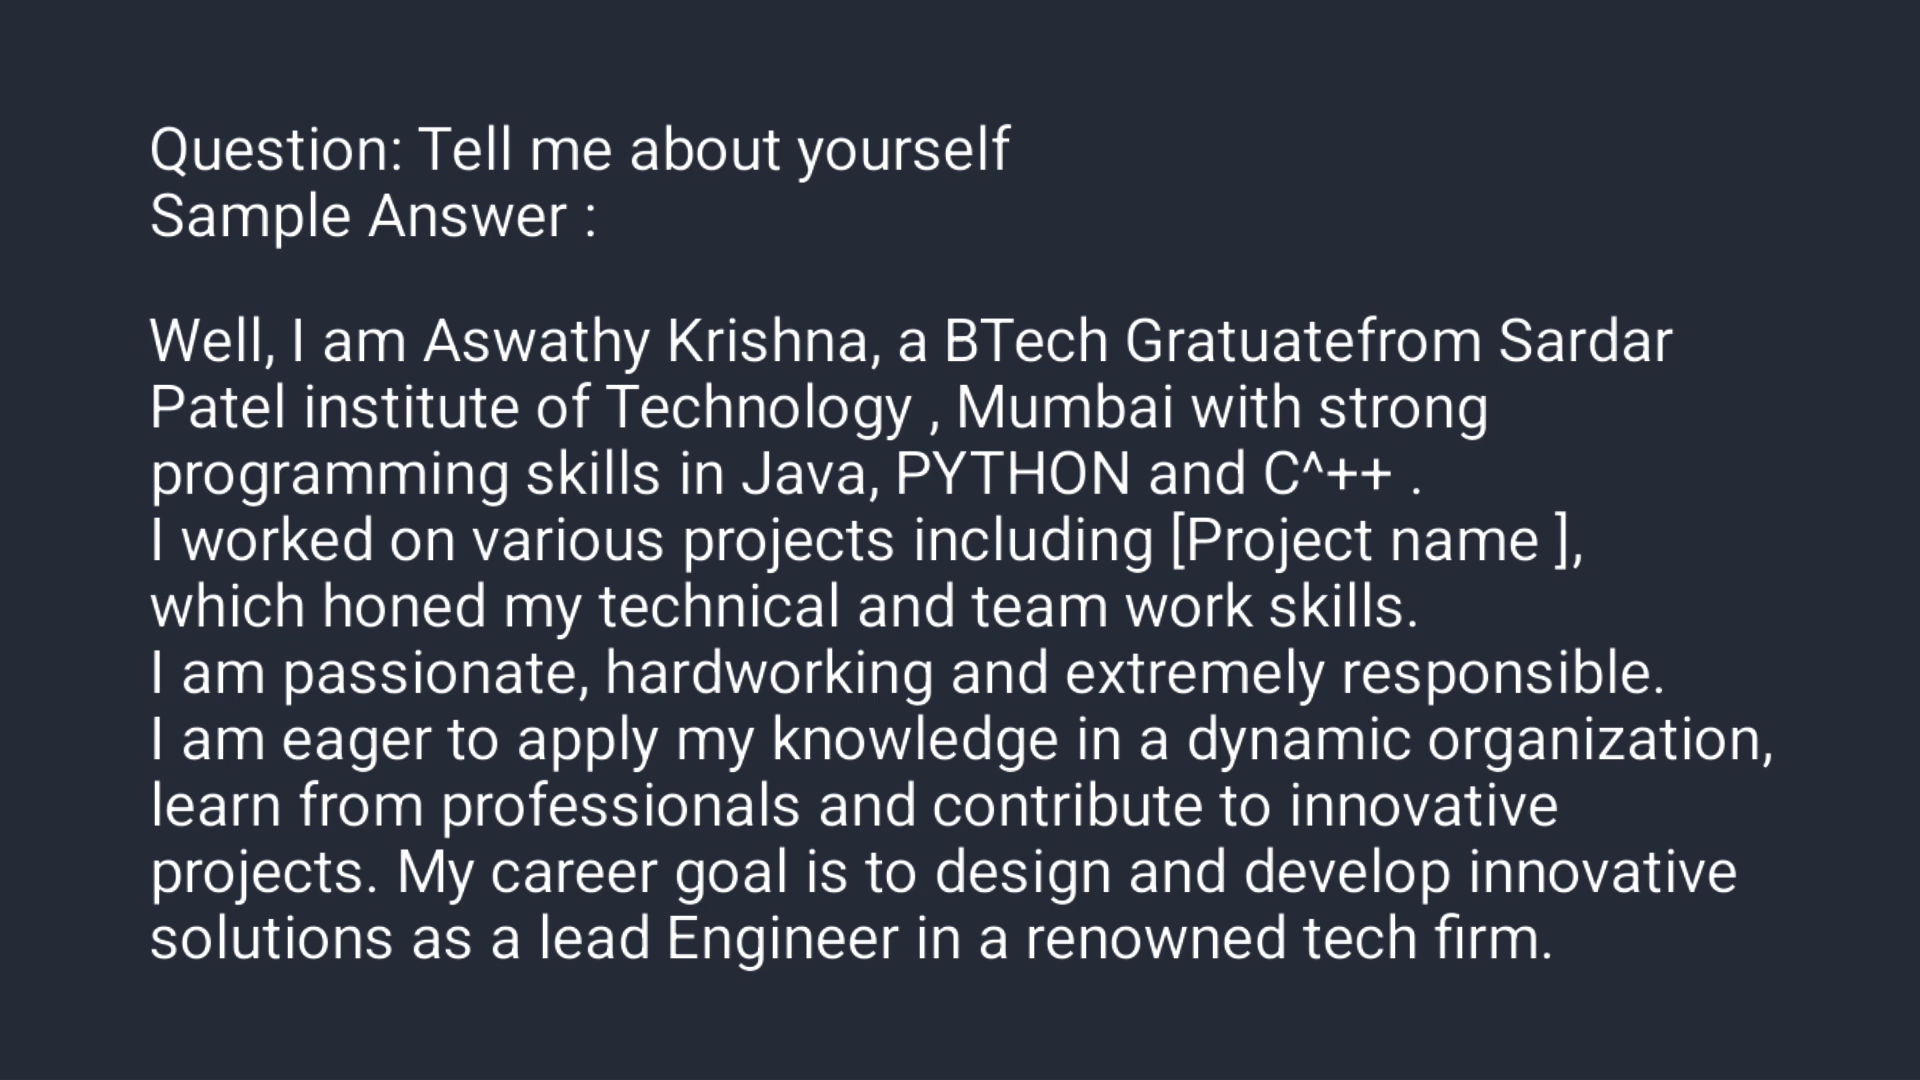 Question: Tell me about yourself
Sample Answer :
Well, I am Aswathy Krishna, a BTech Gratuatefrom Sardar
Patel institute of Technology , Mumbai with strong
programming skills in Java, PYTHON and C^++ .
I worked on various projects including [Project name ],
which honed my technical and team work skills.
I am passionate, hardworking and extremely responsible.
I am eager to apply my knowledge in a dynamic organization,
learn from professionals and contribute to innovative
projects. My career goal is to design and develop innovative
solutions as a lead Engineer in a renowned tech firm.